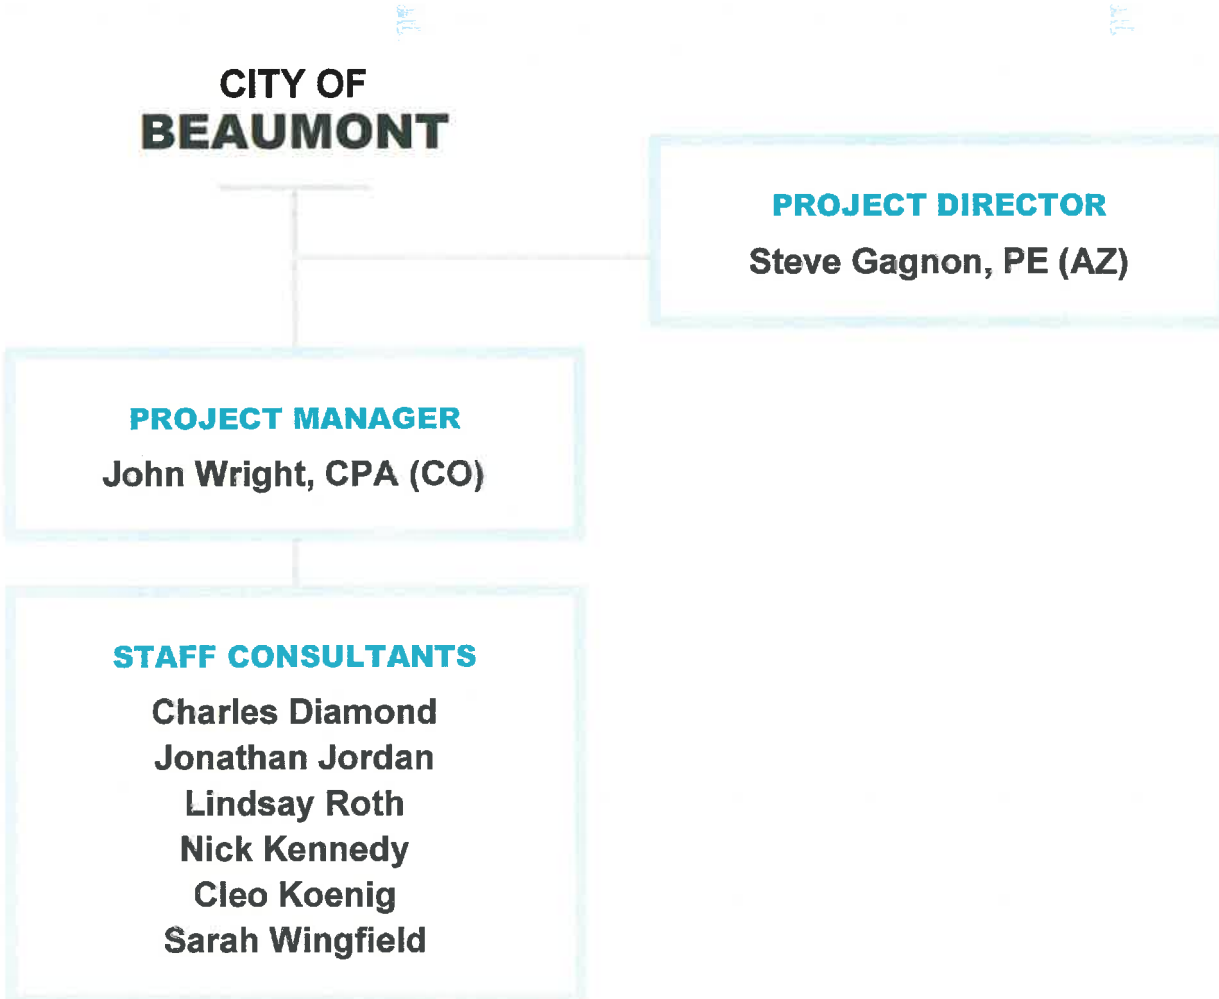 CITY OF
BEAUMONT
PROJECT DIRECTOR
Steve Gagnon, PE (AZ)
PROJECT MANAGER
John Wright, CPA (CO)
STAFF CONSULTANTS
Charles Diamond
Jonathan Jordan
Lindsay Roth
Nick Kennedy
Cleo Koenig
Sarah Wingfield